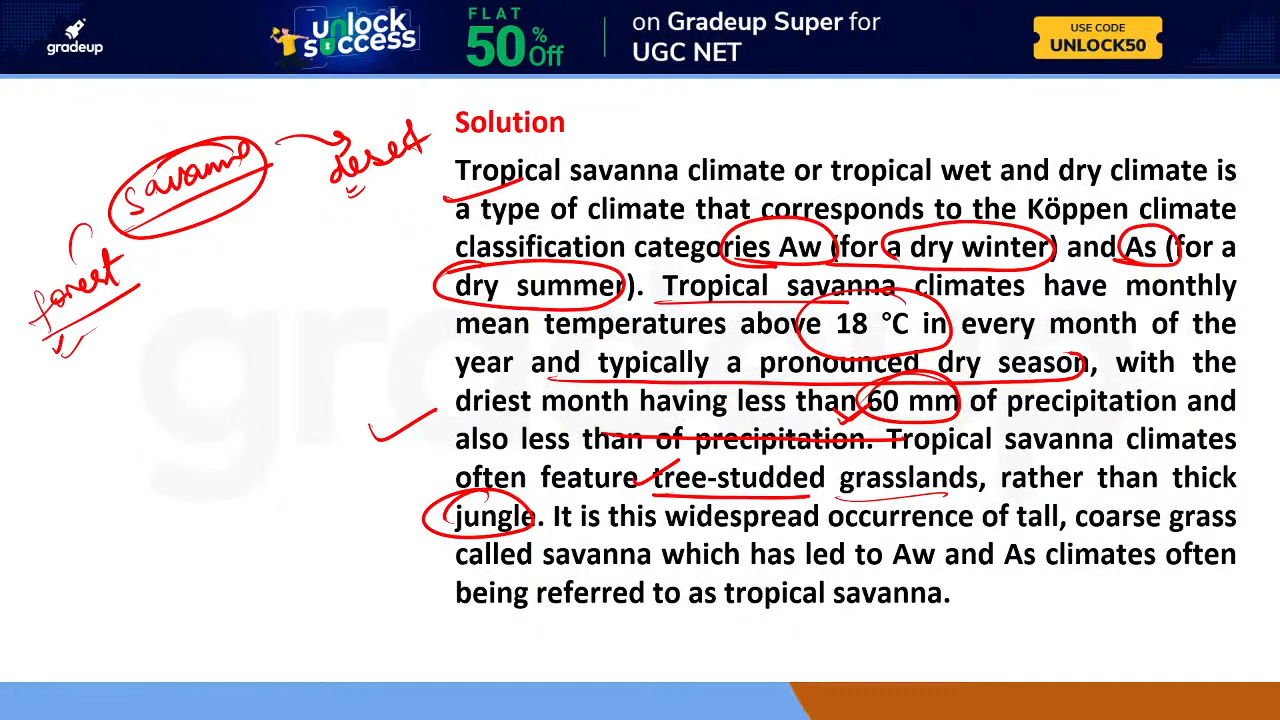 gradeup
unlock
success
FLAT
50% Off
on Gradeup Super for
UGC NET
USE CODE
UNLOCK50
Solution
savanna
desert
forest
Tropical savanna climate or tropical wet and dry climate is
a type of climate that corresponds to the Köppen climate
classification categories Aw (for a dry winter) and As (for a
dry summer). Tropical savanna climates have monthly
mean temperatures above 18 °C in every month of the
year and typically a pronounced dry season, with the
driest month having less than 60 mm of precipitation and
also less than of precipitation. Tropical savanna climates
often feature tree-studded grasslands, rather than thick
jungle. It is this widespread occurrence of tall, coarse grass
called savanna which has led to Aw and As climates often
being referred to as tropical savanna.
gradeup